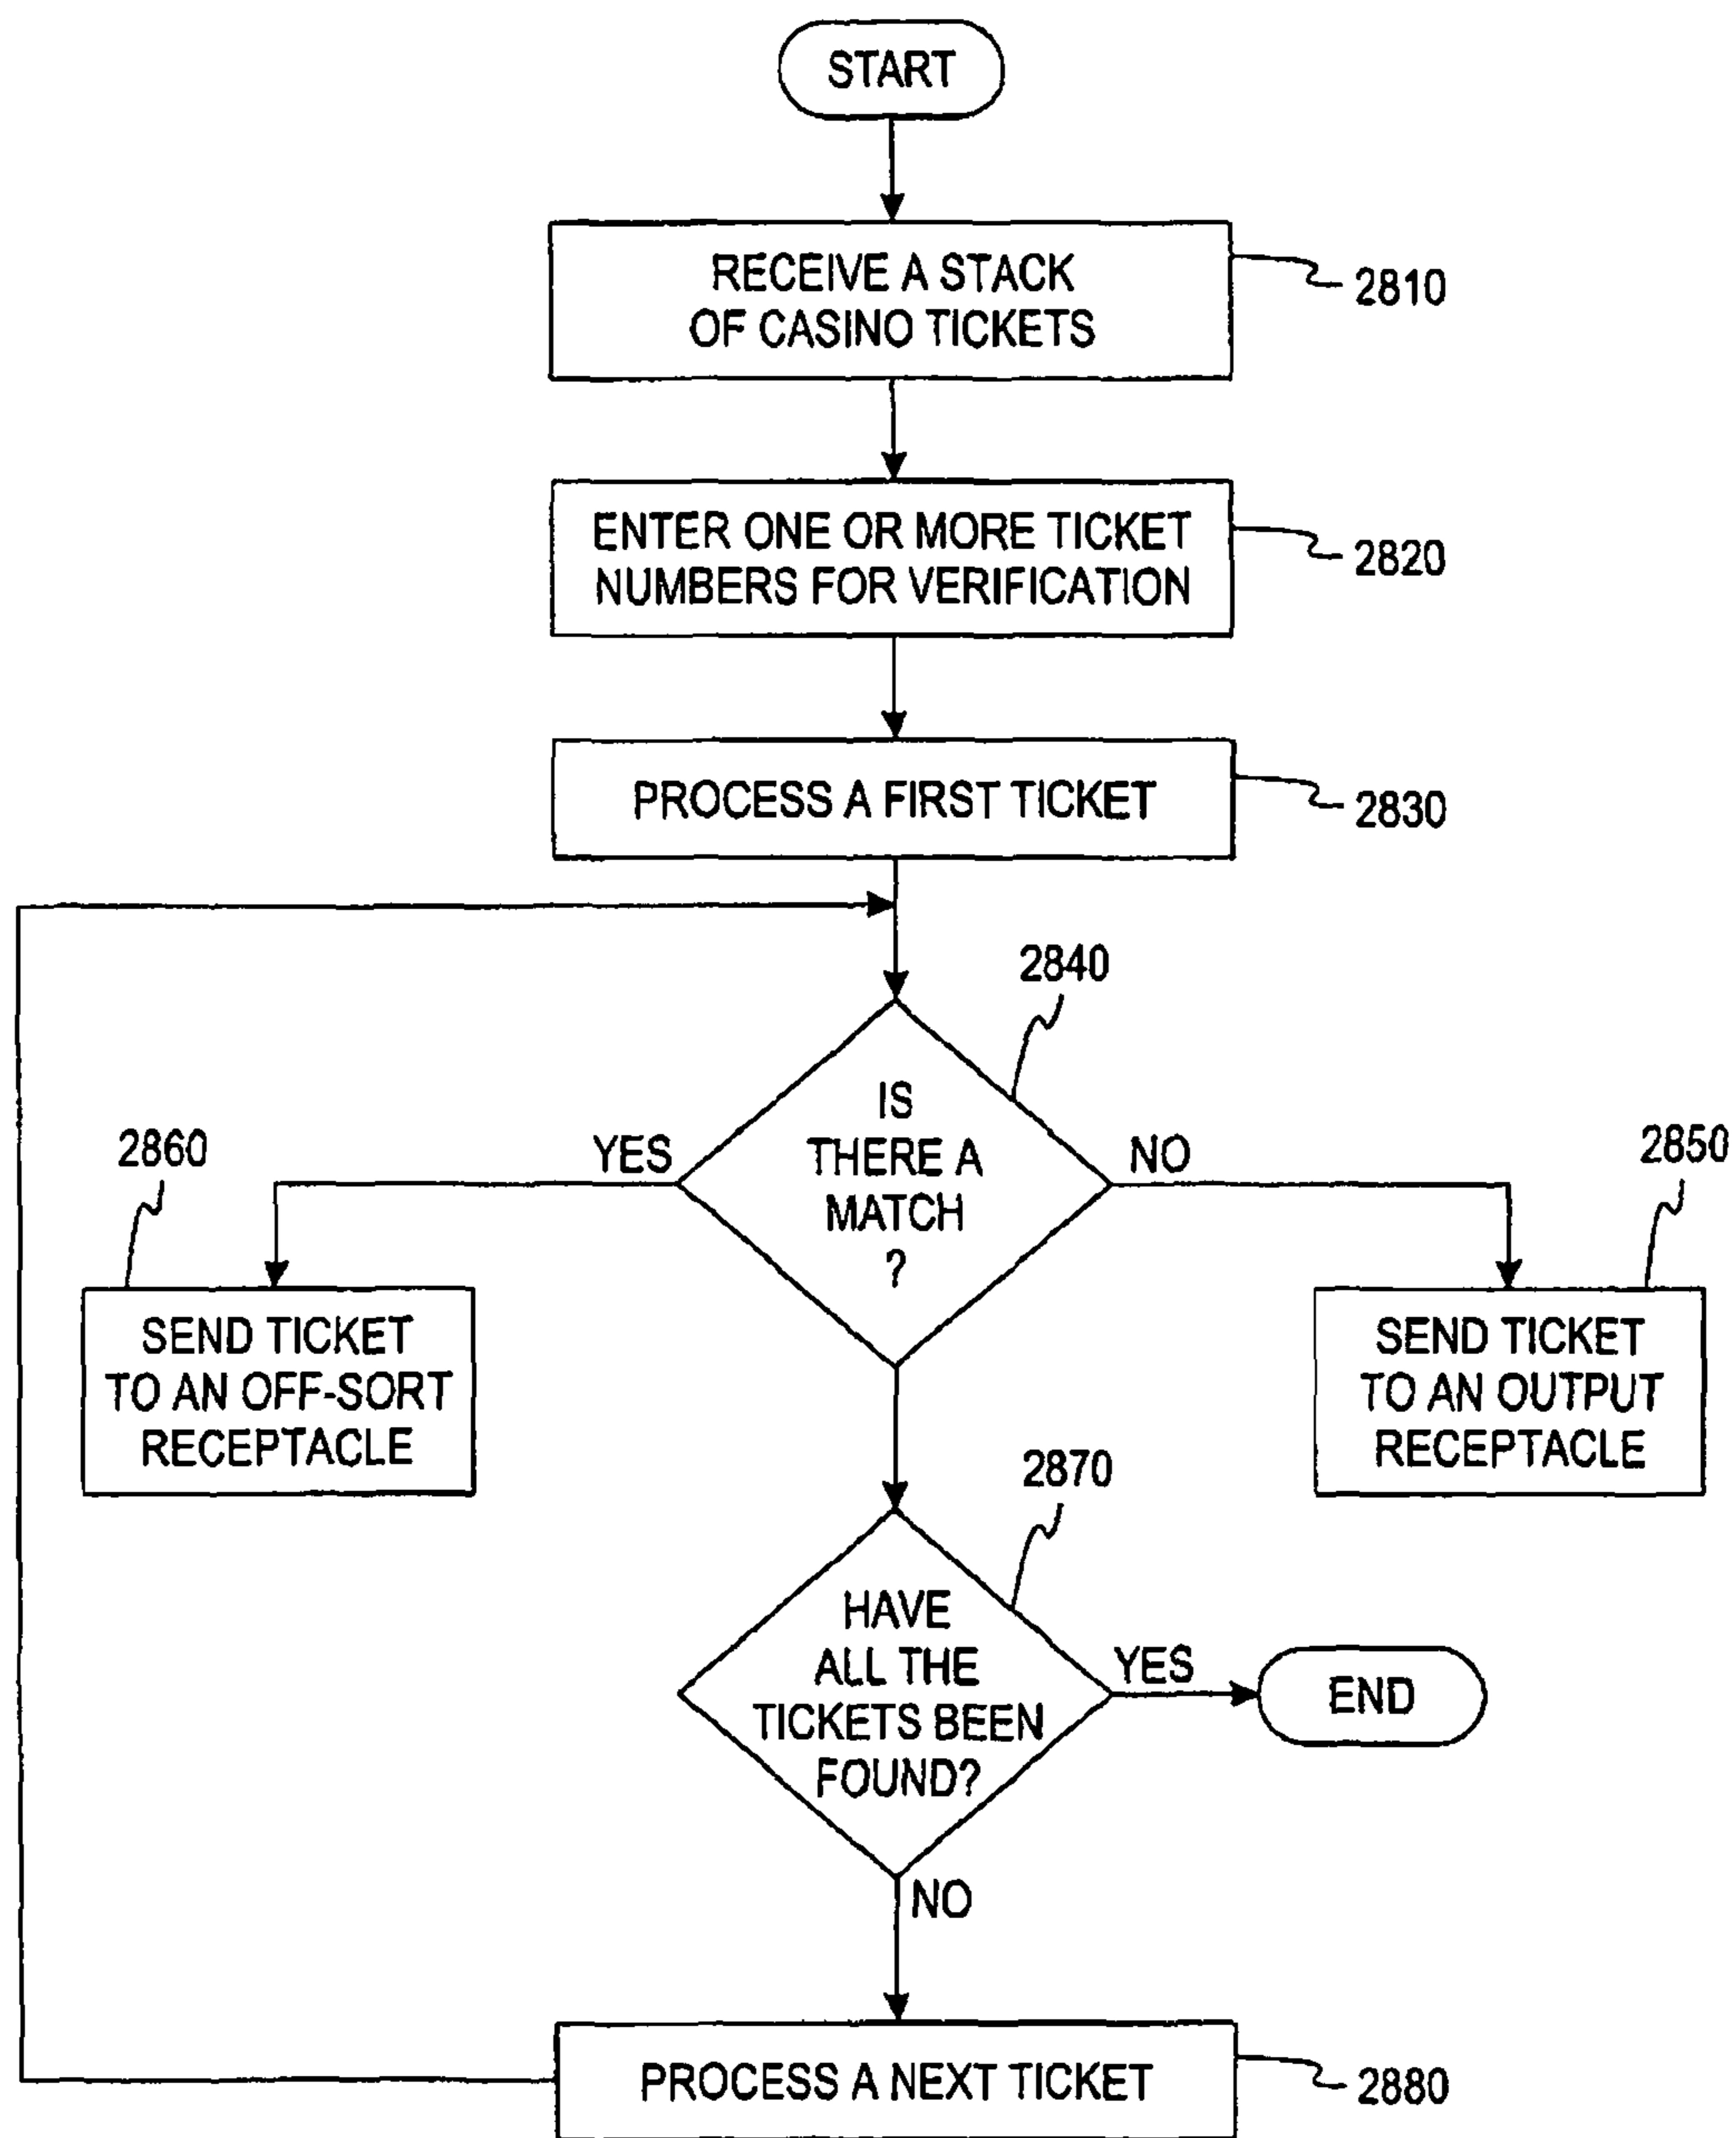 START
RECEIVE A STACK
OF CASINO TICKETS
2810
ENTER ONE OR MORE TICKET
NUMBERS FOR VERIFICATION
2820
PROCESS A FIRST TICKET
2830
2840
IS
THERE A
MATCH
?
YES
NO
2860
SEND TICKET
TO AN OFF-SORT
RECEPTACLE
2850
SEND TICKET
TO AN OUTPUT
RECEPTACLE
2870
HAVE
ALL THE
TICKETS BEEN
FOUND?
YES
END
NO
PROCESS A NEXT TICKET
2880